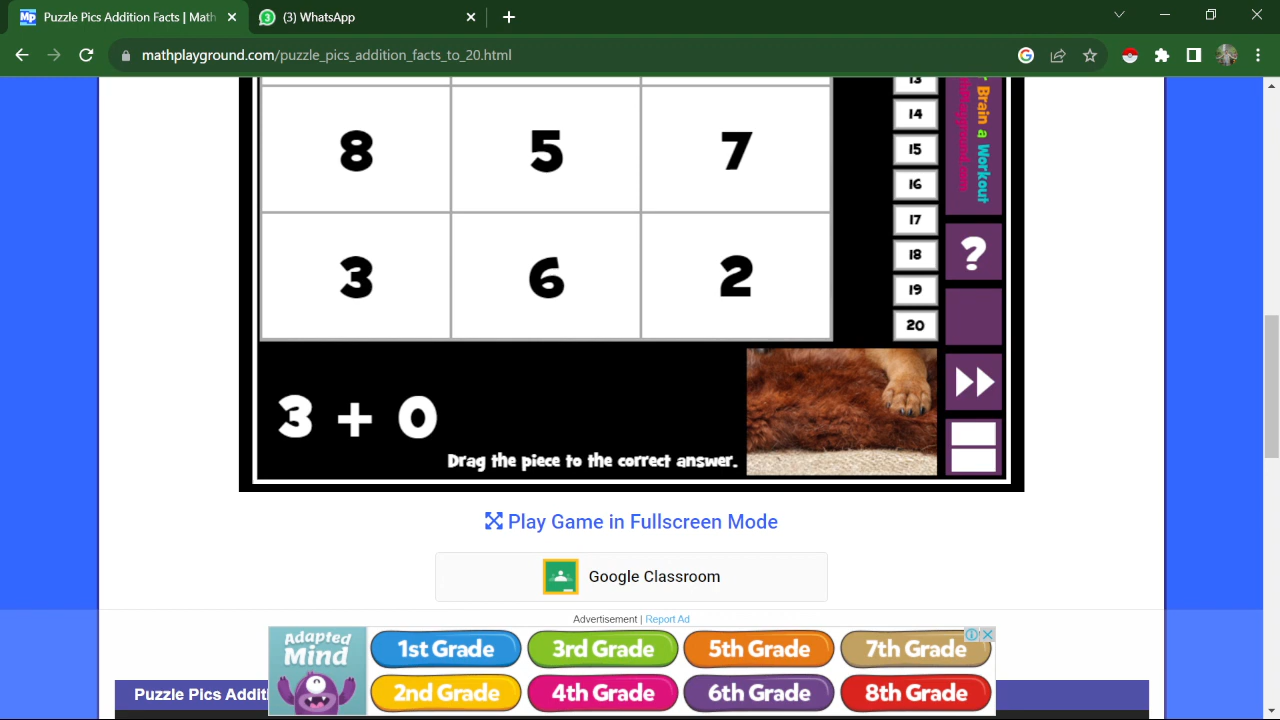 Puzzle Pics Addition Facts | Math
(3) WhatsApp
mathplayground.com/puzzle_pics_addition_facts_to_20.html
13
8 5 7
14
15
16
17
3 6 2
18
?
19
20
Brain a Workout
3 + 0
Drag the piece to the correct answer.
Play Game in Fullscreen Mode
Google Classroom
Advertisement | Report Ad
Adapted
Mind
1st Grade 3rd Grade 5th Grade 7th Grade
2nd Grade 4th Grade 6th Grade 8th Grade
Puzzle Pics Additi